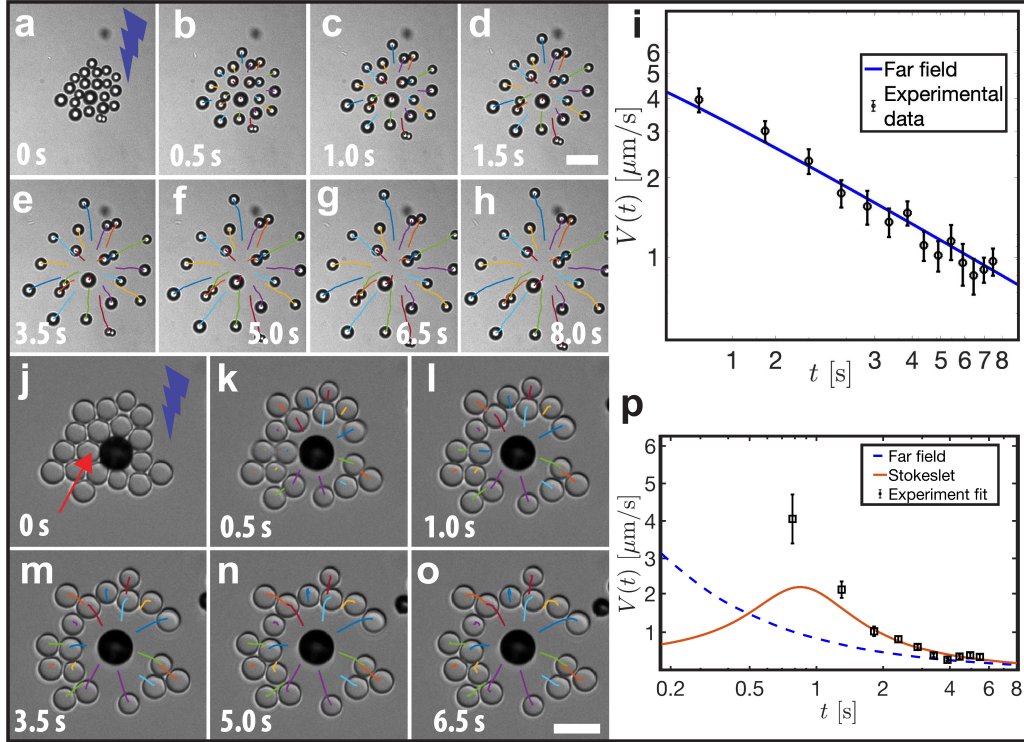 a
b
c
d
0 s
0.5 s
1.0 s
1.5 s
e
f
g
h
3.5 s
5.0 s
6.5 s
8.0 s
i
6
5
4
3
2
1
V(t) [μm/s]
Far field
Experimental
data
1 2 3 4 5 6 7 8
t [s]
j
k
l
0 s
0.5 s
1.0 s
m
n
o
3.5 s
5.0 s
6.5 s
p
6
5
4
3
2
1
V(t) [μm/s]
Far field
Stokeslet
Experiment fit
0.2 0.5 1 2 4 6 8
t [s]